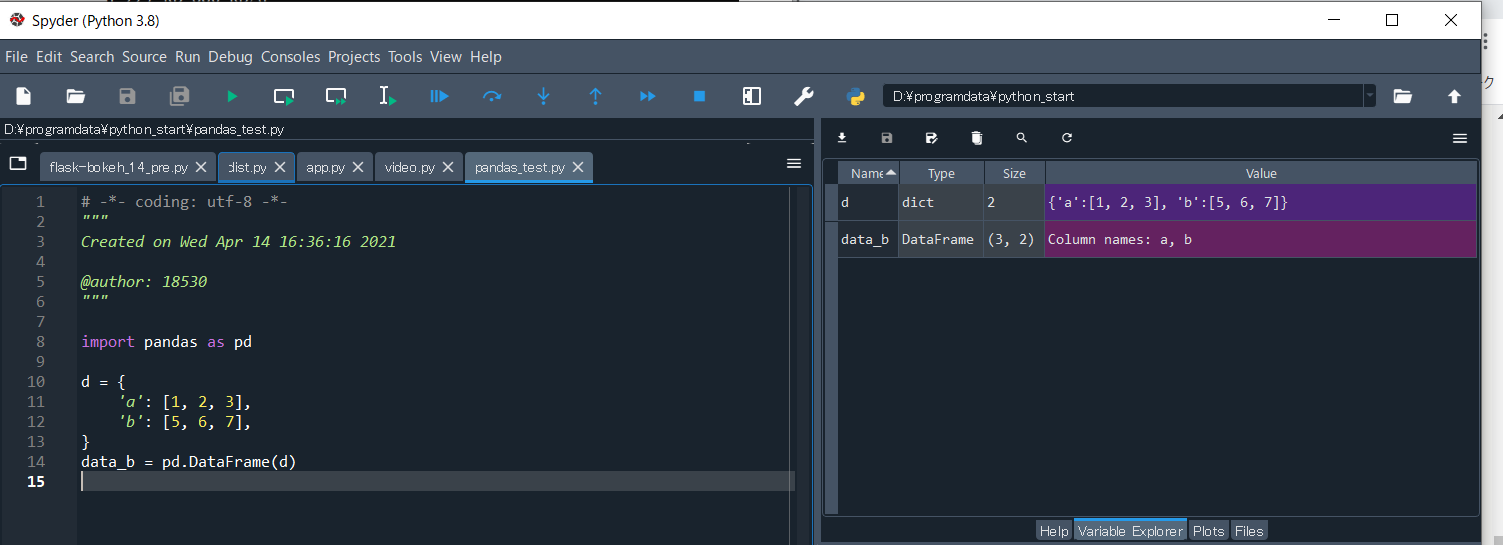 Spyder (Python 3.8)
File Edit Search Source Run Debug Consoles Projects Tools View Help
D:¥programdata¥python_start
D:¥programdata¥python_start¥pandas_test.py
flask-bokeh_14_pre.py
app.py
video.py
pandas_test.py
1 # -*- coding: utf-8 -*-
2 """
3 Created on Wed Apr 14 16:36:16 2021
4
5 @author: 18530
6 """
7
8 import pandas as pd
9
10 d = {
11 'a': [1, 2, 3],
12 'b': [5, 6, 7],
13 }
14 data_b = pd.DataFrame(d)
15
Name Type Size Value
d dict 2 {'a':[1, 2, 3], 'b':[5, 6, 7]}
data_b DataFrame (3, 2) Column names: a, b
Help Variable Explorer Plots Files
ク